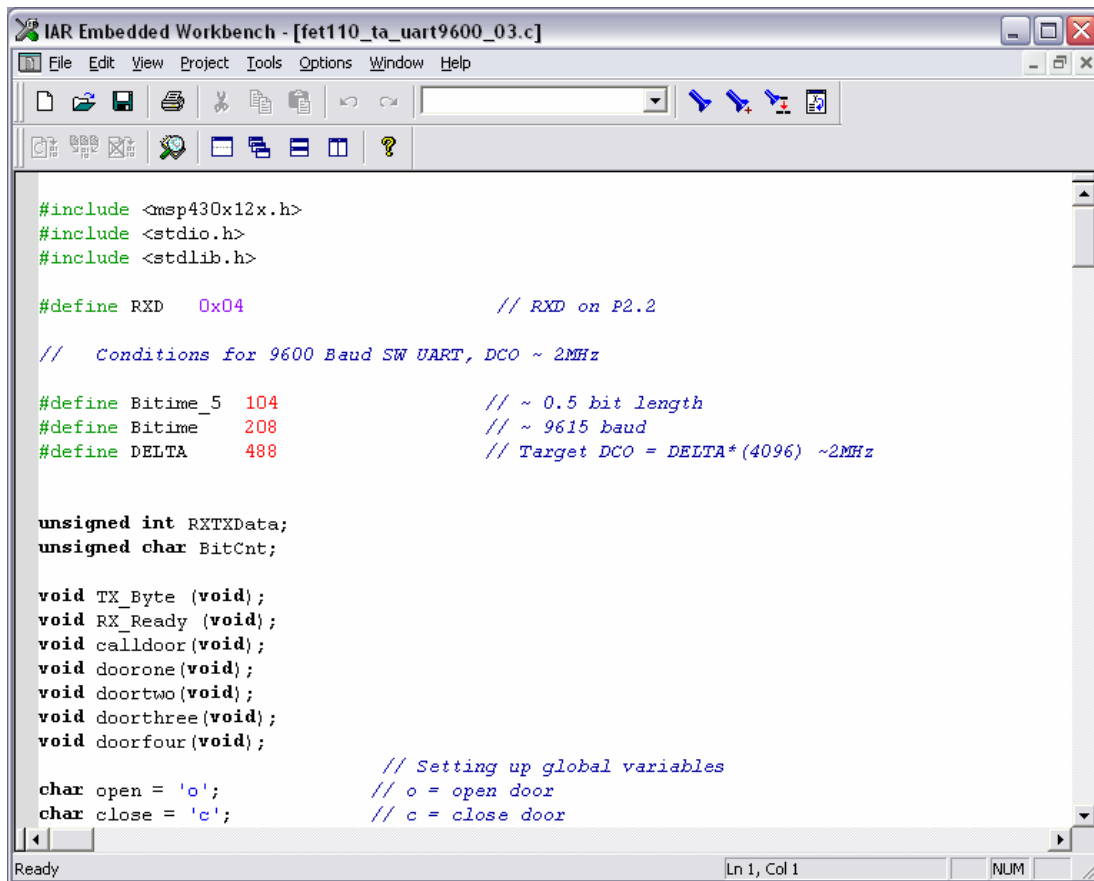 IAR Embedded Workbench - [fet110_ta_uart9600_03.c]
File Edit View Project Tools Options Window Help
#include <msp430x12x.h>
#include <stdio.h>
#include <stdlib.h>
#define RXD 0x04 // RXD on P2.2
// Conditions for 9600 Baud SW UART, DCO ~ 2MHz
#define Bitime_5 104 // ~ 0.5 bit length
#define Bitime 208 // ~ 9615 baud
#define DELTA 488 // Target DCO = DELTA*(4096) ~2MHz
unsigned int RXTXData;
unsigned char BitCnt;
void TX_Byte (void);
void RX_Ready (void);
void calldoor(void);
void doorone(void);
void doortwo(void);
void doorthree(void);
void doorfour(void);
// Setting up global variables
char open = 'o'; // o = open door
char close = 'c'; // c = close door
Ready Ln 1, Col 1 NUM